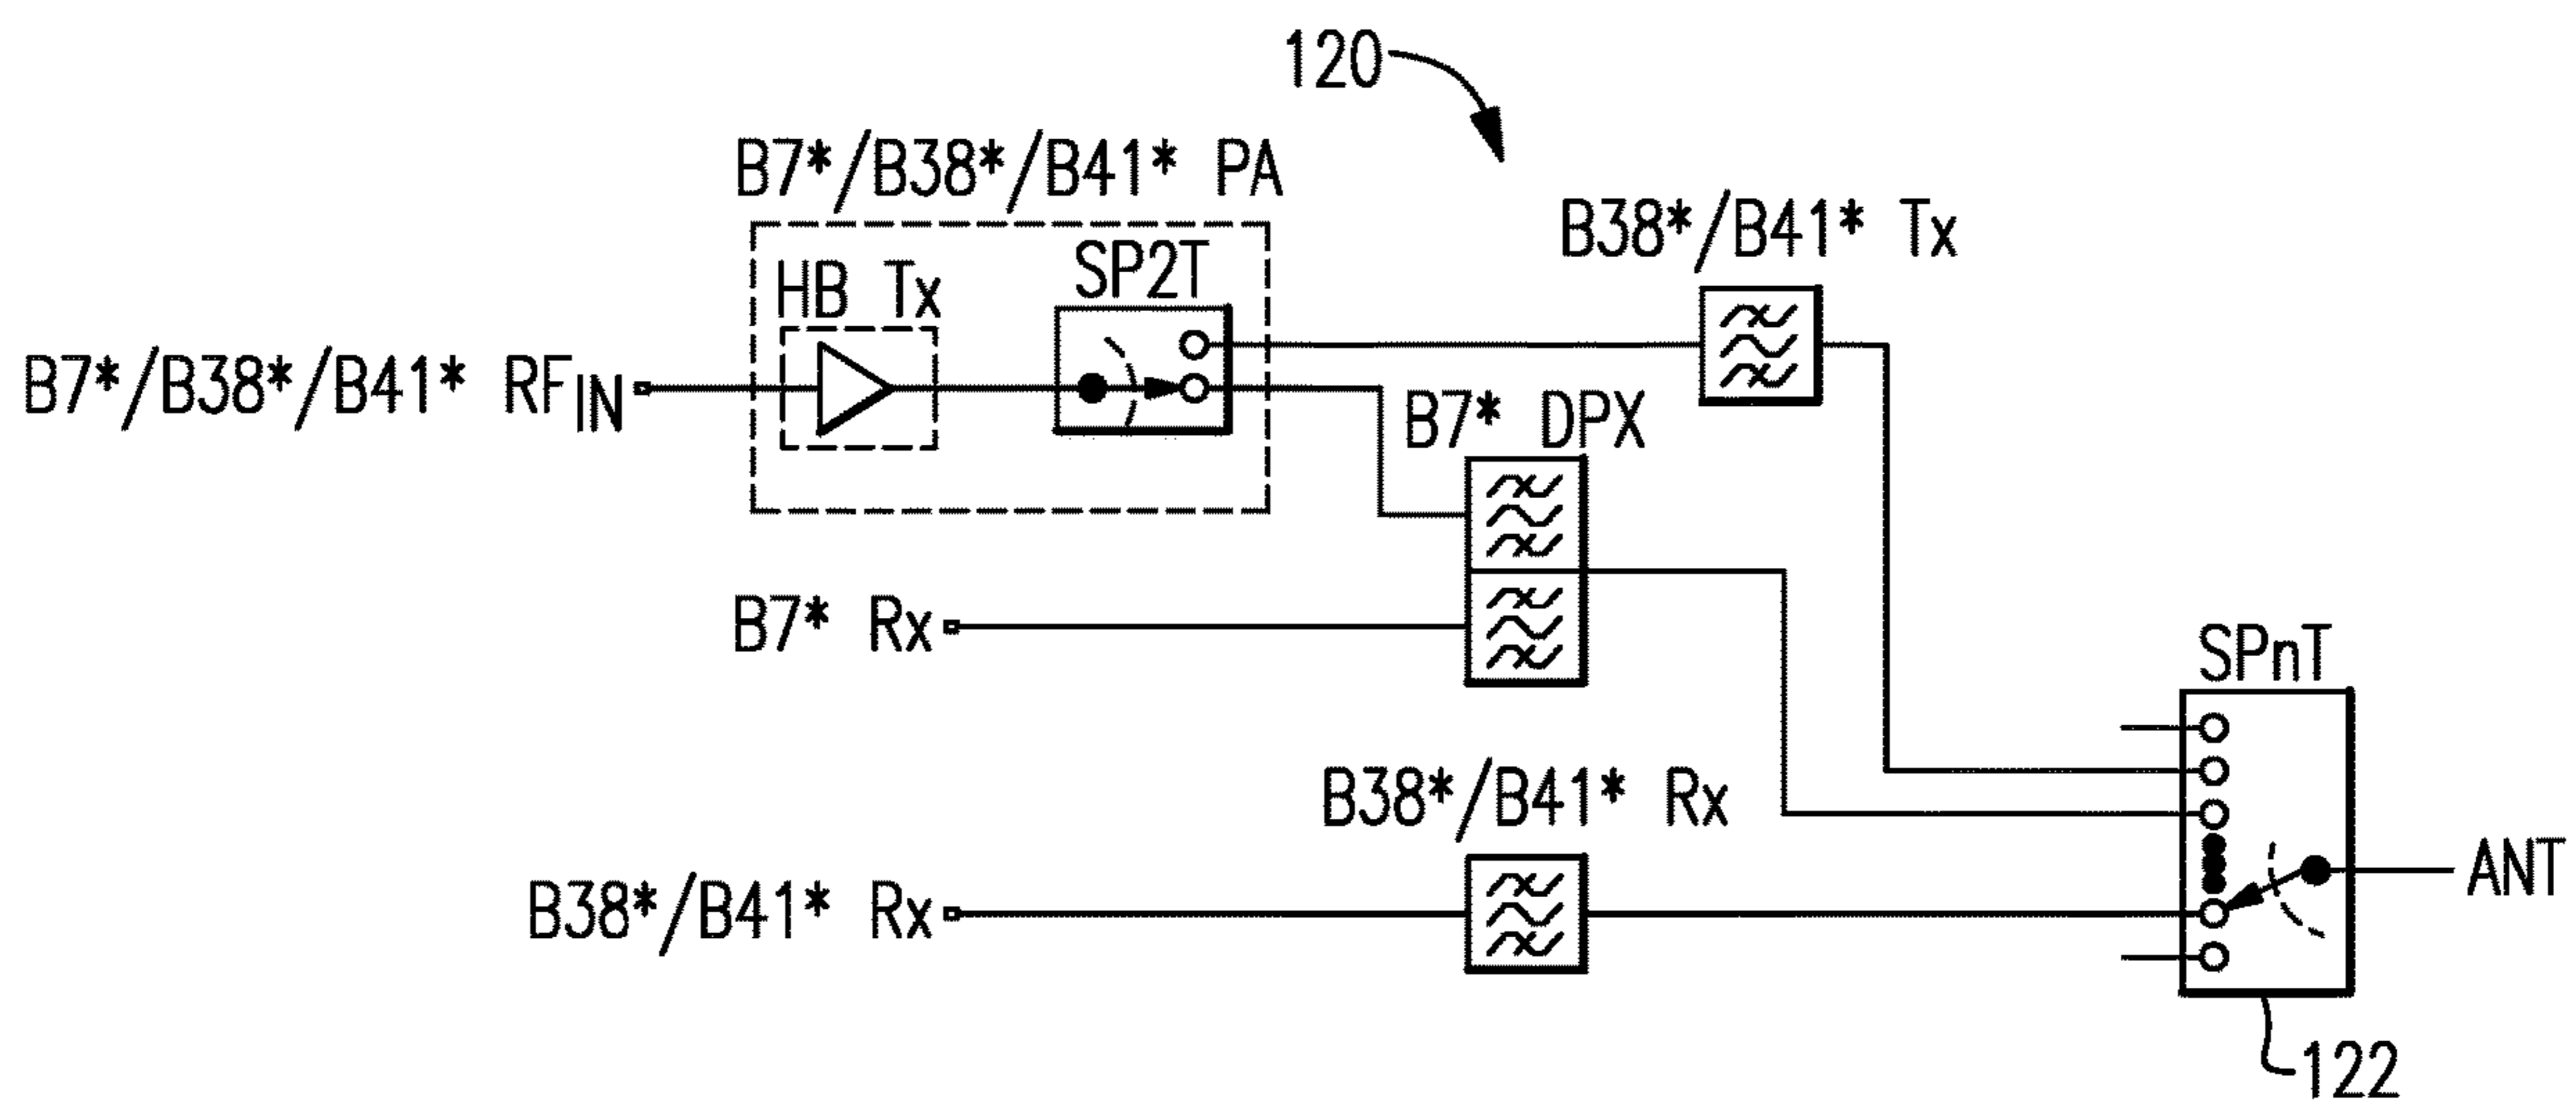 120
B7*/B38*/B41* PA
B38*/B41* Tx
HB Tx
SP2T
B7*/B38*/B41* RFIN
B7* DPX
B7* Rx
SPnT
B38*/B41* Rx
B38*/B41* Rx
ANT
122